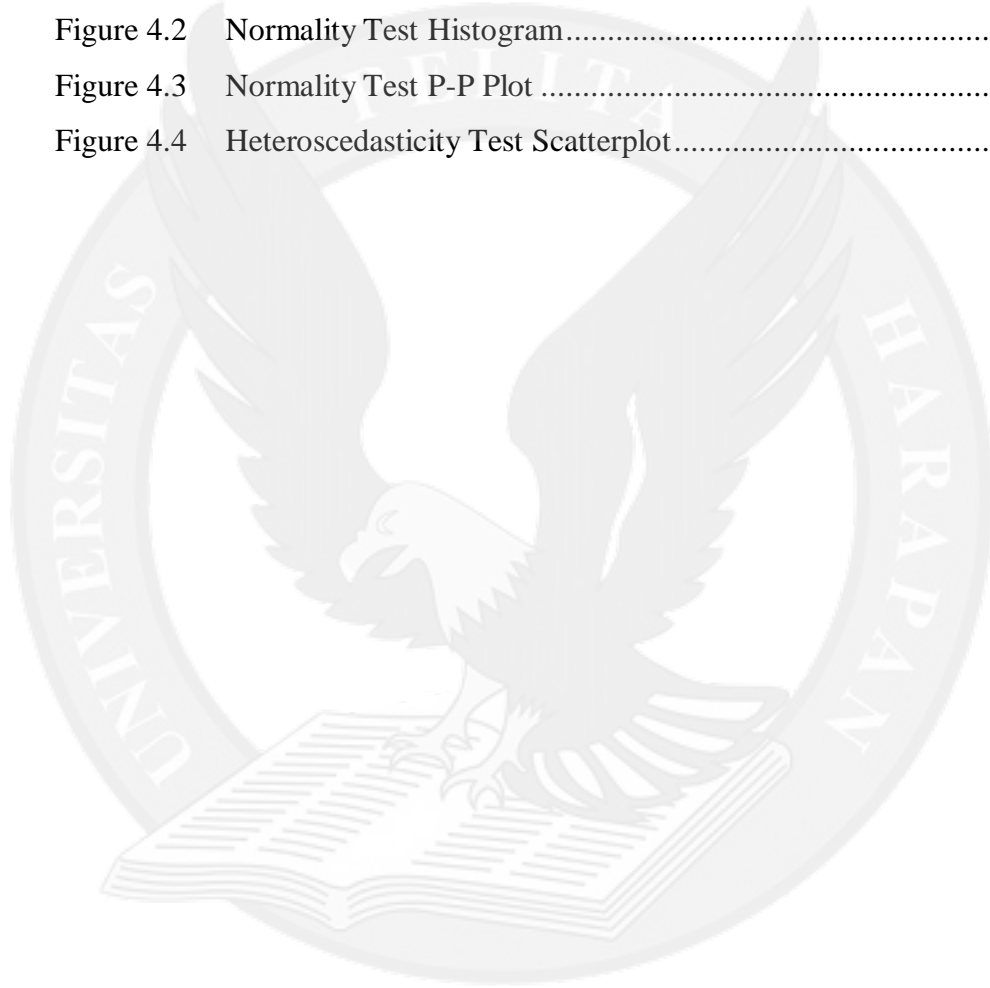 Figure 4.2 Normality Test Histogram..................................................
Figure 4.3 Normality Test P-P Plot .....................................................
Figure 4.4 Heteroscedasticity Test Scatterplot.....................................
UNIVERSITAS PELITA HARAPAN